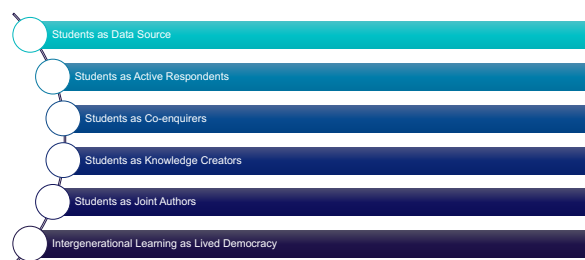 Students as Data Source
Students as Active Respondents
Students as Co-enquirers
Students as Knowledge Creators
Students as Joint Authors
Intergenerational Learning as Lived Democracy